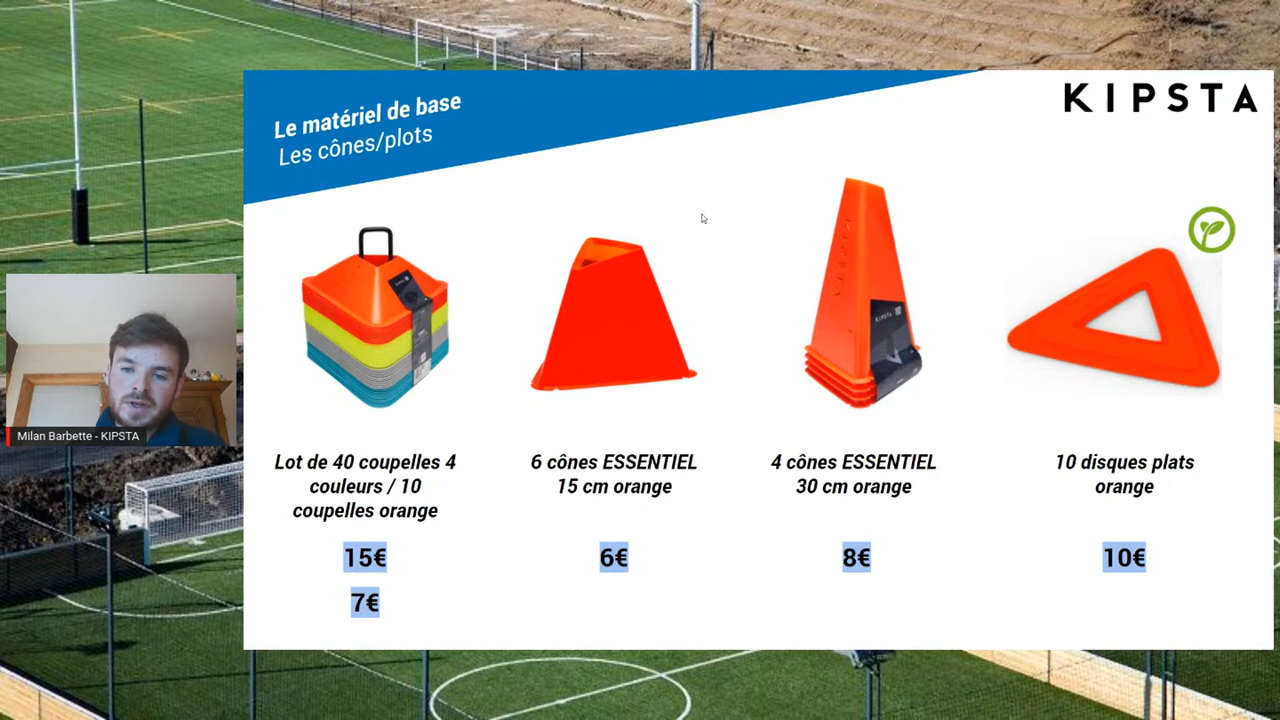 Le matériel de base
Les cônes/plots
KIPSTA
Milan Barbette - KIPSTA
Lot de 40 coupelles 4
couleurs / 10
coupelles orange
15€
7€
6 cônes ESSENTIEL
15 cm orange
6€
KIPSTA
4 cônes ESSENTIEL
30 cm orange
8€
10 disques plats
orange
10€